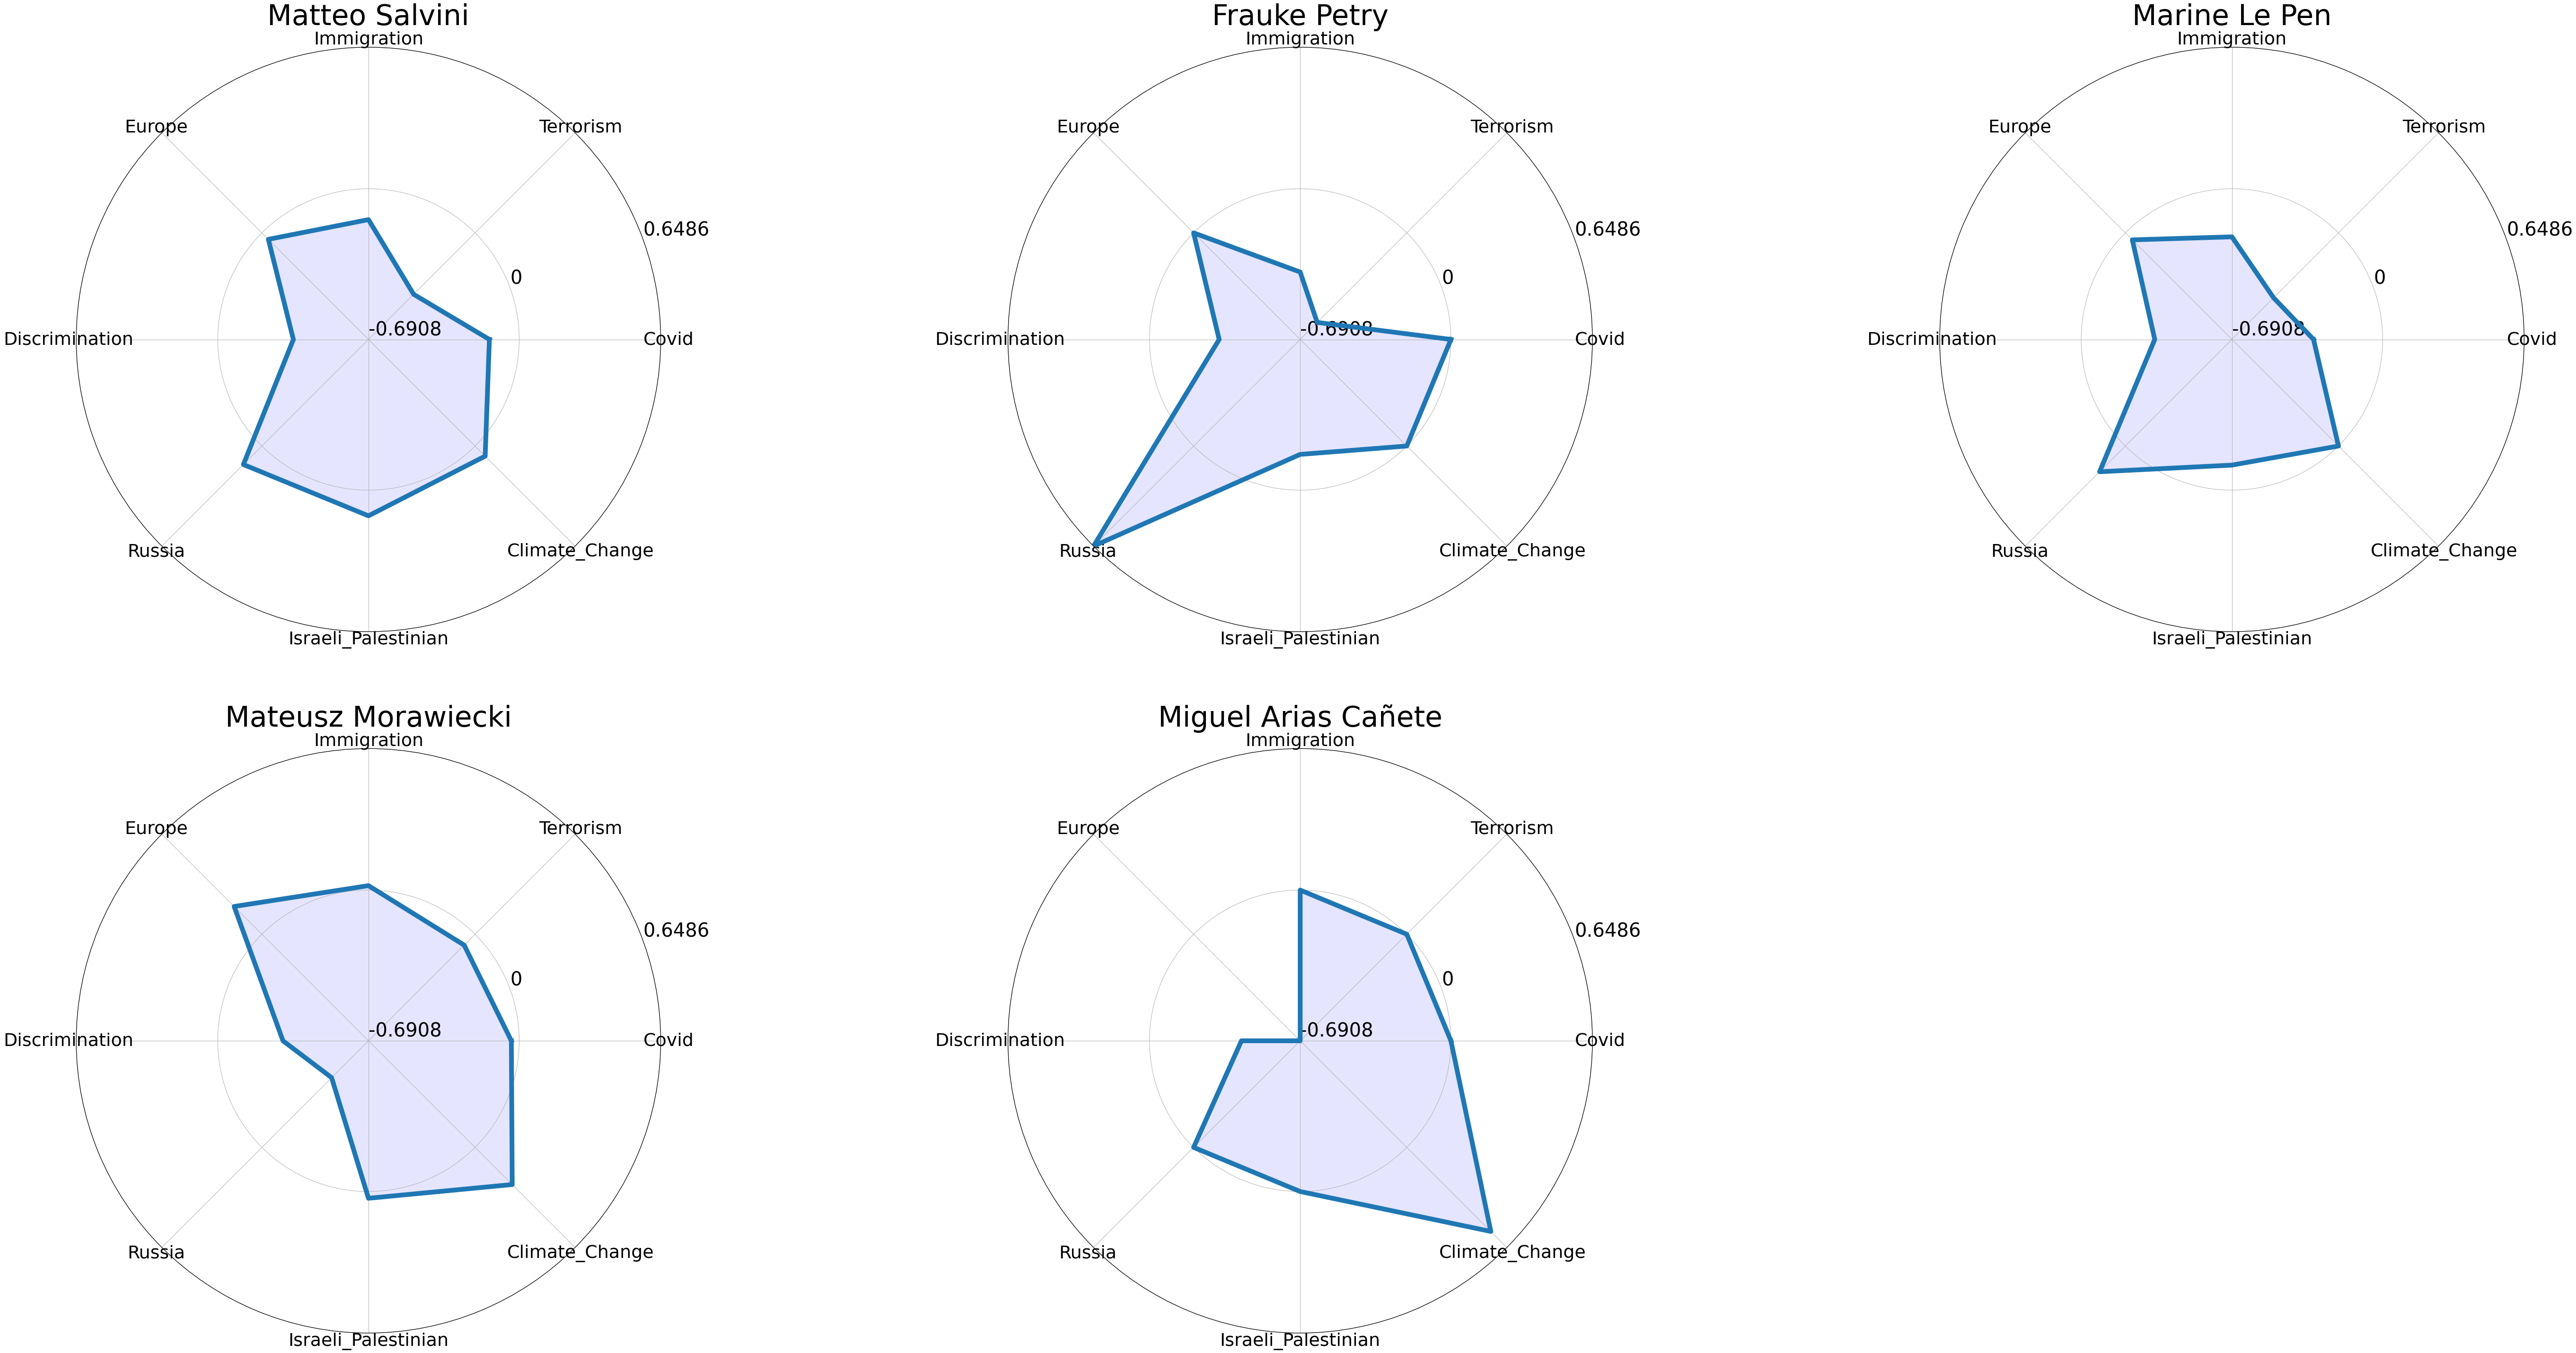 Matteo Salvini
Immigration
Europe
Terrorism
0.6486
0
-0.6908
Discrimination
Covid
Russia
Climate_Change
Israeli_Palestinian
Frauke Petry
Immigration
Europe
Terrorism
0.6486
0
-0.6908
Discrimination
Covid
Russia
Climate_Change
Israeli_Palestinian
Marine Le Pen
Immigration
Europe
Terrorism
0.6486
0
-0.6908
Discrimination
Covid
Russia
Climate_Change
Israeli_Palestinian
Mateusz Morawiecki
Immigration
Europe
Terrorism
0.6486
0
-0.6908
Discrimination
Covid
Russia
Climate_Change
Israeli_Palestinian
Miguel Arias Cañete
Immigration
Europe
Terrorism
0.6486
0
-0.6908
Discrimination
Covid
Russia
Climate_Change
Israeli_Palestinian